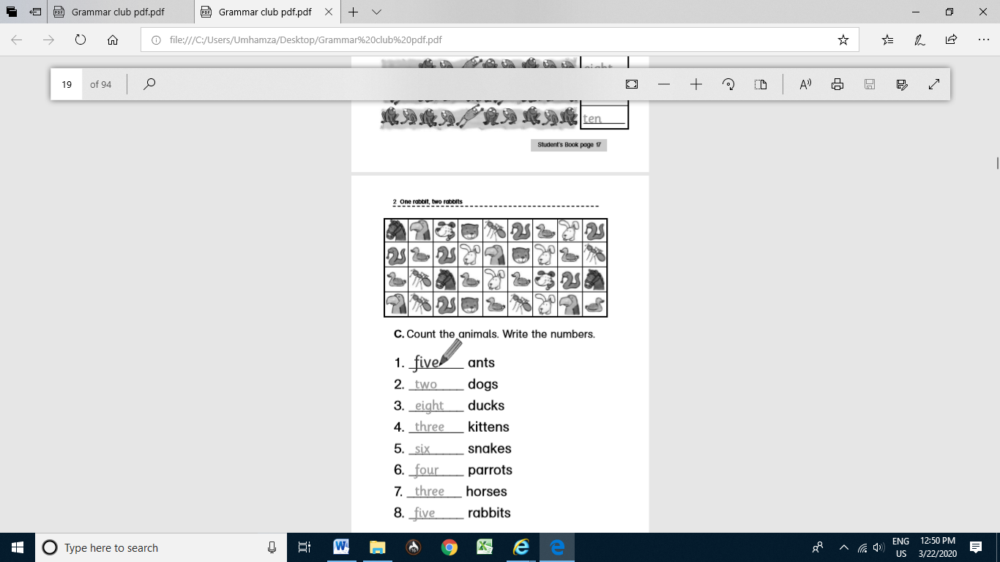 Grammar club pdf.pdf
Grammar club pdf.pdf
file:///C:/Users/Umhamza/Desktop/Grammar%20club%20pdf.pdf
eight
19 of 94
ten
Student's Book page 17
2 One rabbit, two rabbits
C. Count the animals. Write the numbers.
1. five ants
2. two dogs
3. eight ducks
4. three kittens
5. six snakes
6. four parrots
7. three horses
8. five rabbits
Type here to search
ENG
US
12:50 PM
3/22/2020